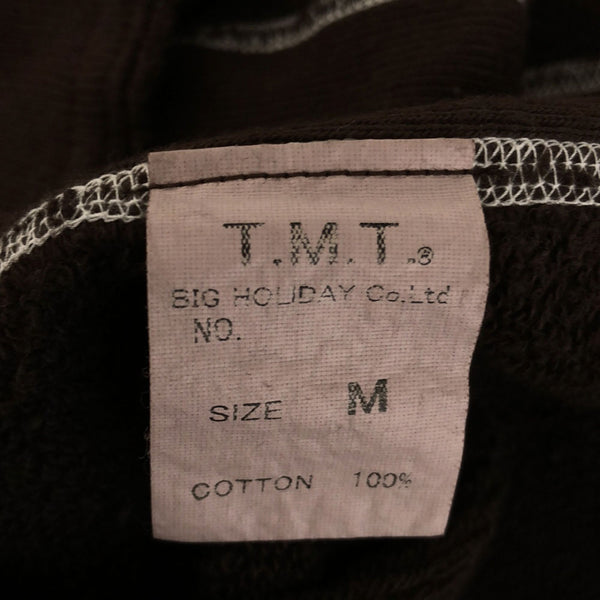 T.M.T.®
BIG HOLIDAY Co.Ltd
NO.
SIZE M
COTTON 100%